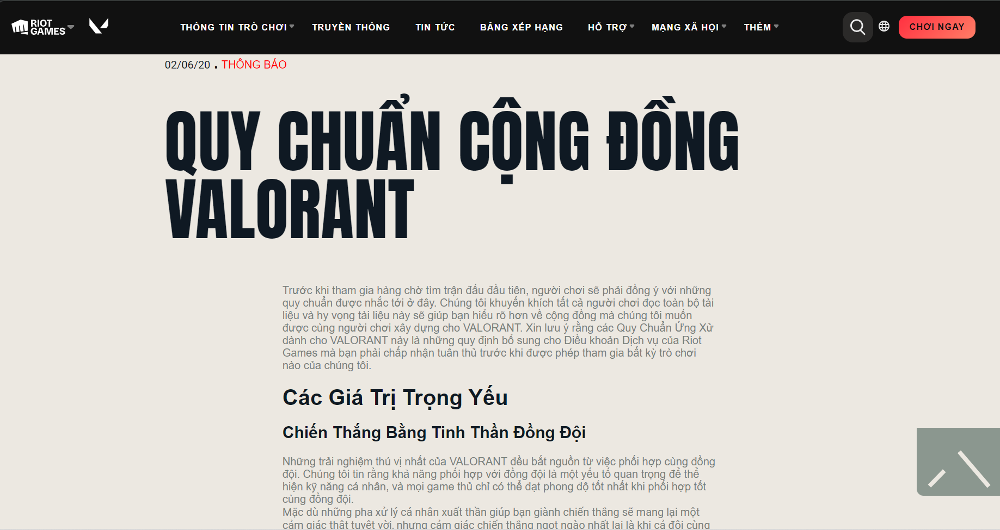 RIOT
GAMES
THÔNG TIN TRÒ CHƠI
TRUYỀN THÔNG
TIN TỨC
BẢNG XẾP HẠNG
HỖ TRỢ
MẠNG XÃ HỘI
THÊM
CHƠI NGAY
02/06/20 . THÔNG BÁO
QUY CHUẨN CỘNG ĐỒNG
VALORANT
Trước khi tham gia hàng chờ tìm trận đấu đầu tiên, người chơi sẽ phải đồng ý với những
quy chuẩn được nhắc tới ở đây. Chúng tôi khuyến khích tất cả người chơi đọc toàn bộ tài
liệu và hy vọng tài liệu này sẽ giúp bạn hiểu rõ hơn về cộng đồng mà chúng tôi muốn
được cùng người chơi xây dựng cho VALORANT. Xin lưu ý rằng các Quy Chuẩn Ứng Xử
dành cho VALORANT này là những quy định bổ sung cho Điều khoản Dịch vụ của Riot
Games mà bạn phải chấp nhận tuân thủ trước khi được phép tham gia bất kỳ trò chơi
nào của chúng tôi.
Các Giá Trị Trọng Yếu
Chiến Thắng Bằng Tinh Thần Đồng Đội
Những trải nghiệm thú vị nhất của VALORANT đều bắt nguồn từ việc phối hợp cùng đồng
đội. Chúng tôi tin rằng khả năng phối hợp với đồng đội là một yếu tố quan trọng để thể
hiện kỹ năng cá nhân, và mọi game thủ chỉ có thể đạt phong độ tốt nhất khi phối hợp tốt
cùng đồng đội.
Mặc dù những pha xử lý cá nhân xuất thần giúp bạn giành chiến thắng sẽ mang lại một
cảm giác thật tuyệt vời, nhưng cảm giác chiến thắng ngọt ngào nhất lại là khi cả đội cùng